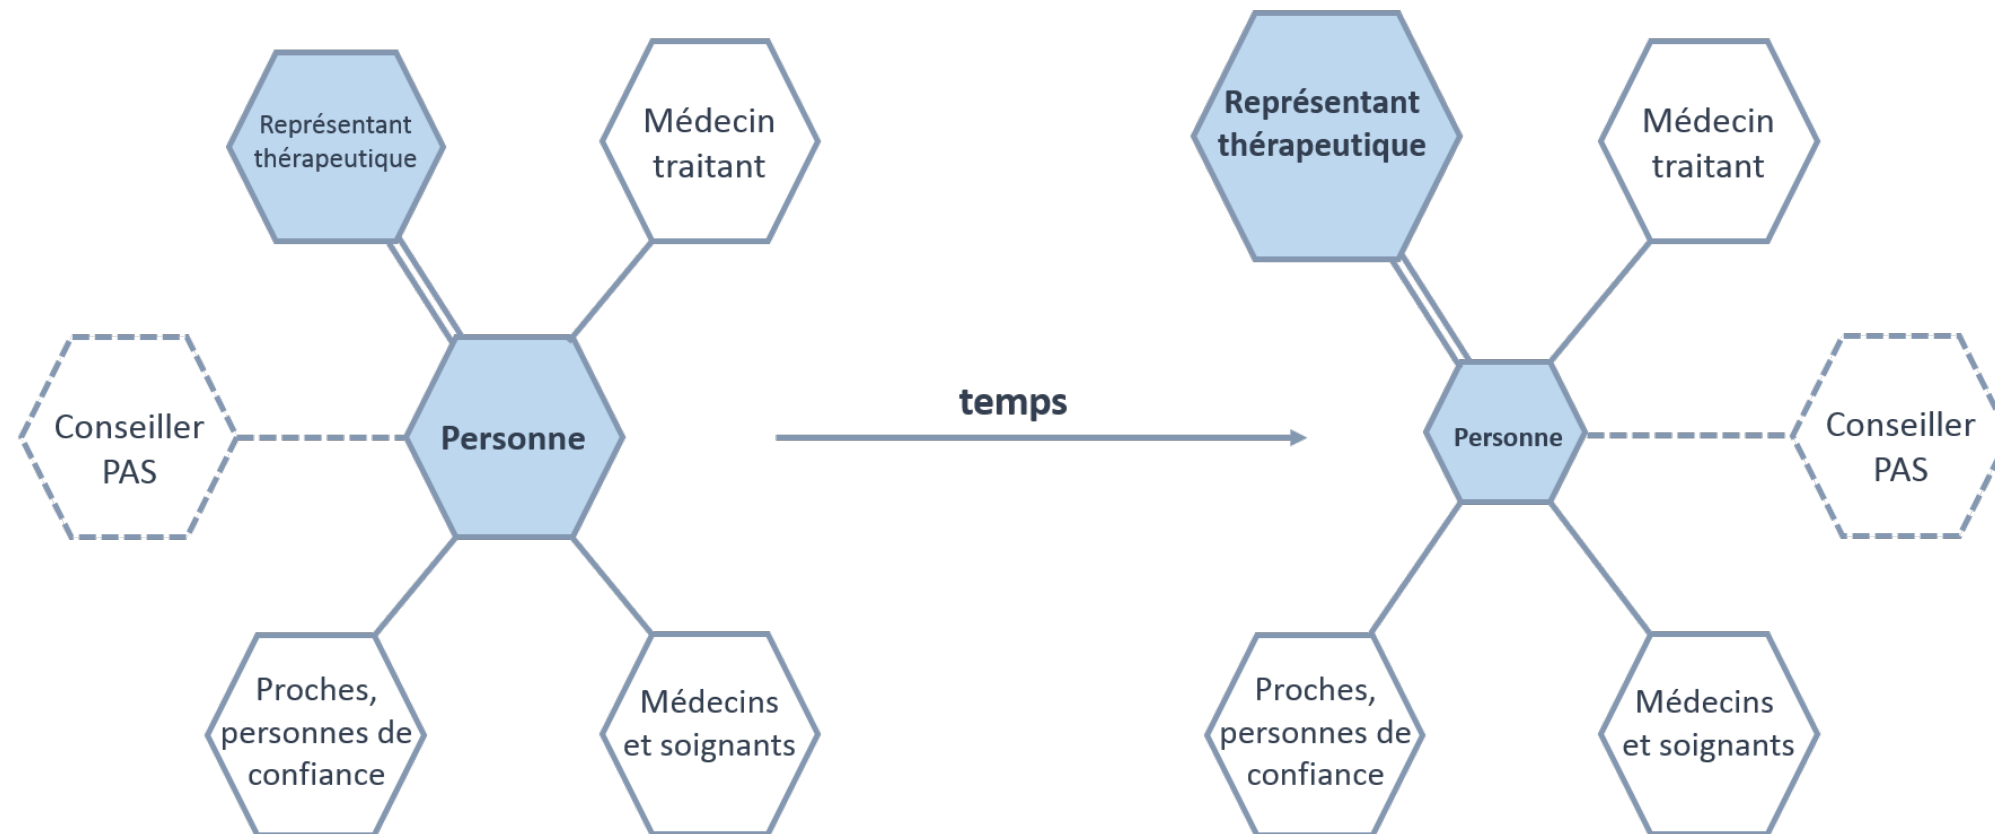 Représentant
thérapeutique
Médecin
traitant
Conseiller
PAS
Personne
Proches,
personnes de
confiance
Médecins
et soignants
temps
Représentant
thérapeutique
Médecin
traitant
Personne
Conseiller
PAS
Proches,
personnes de
confiance
Médecins
et soignants